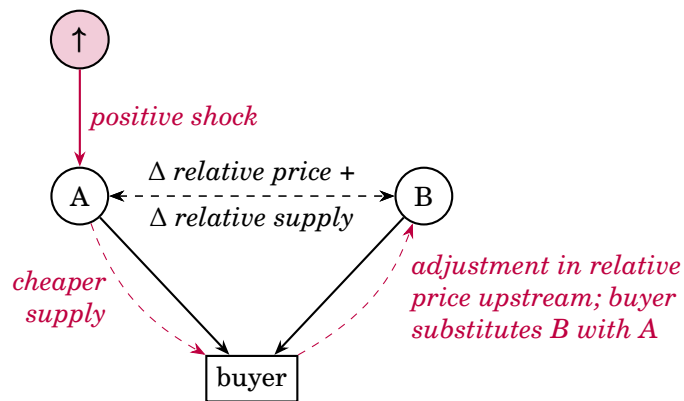 ↑
positive shock
Δ relative price +
A
B
Δ relative supply
cheaper
supply
adjustment in relative
price upstream; buyer
substitutes B with A
buyer